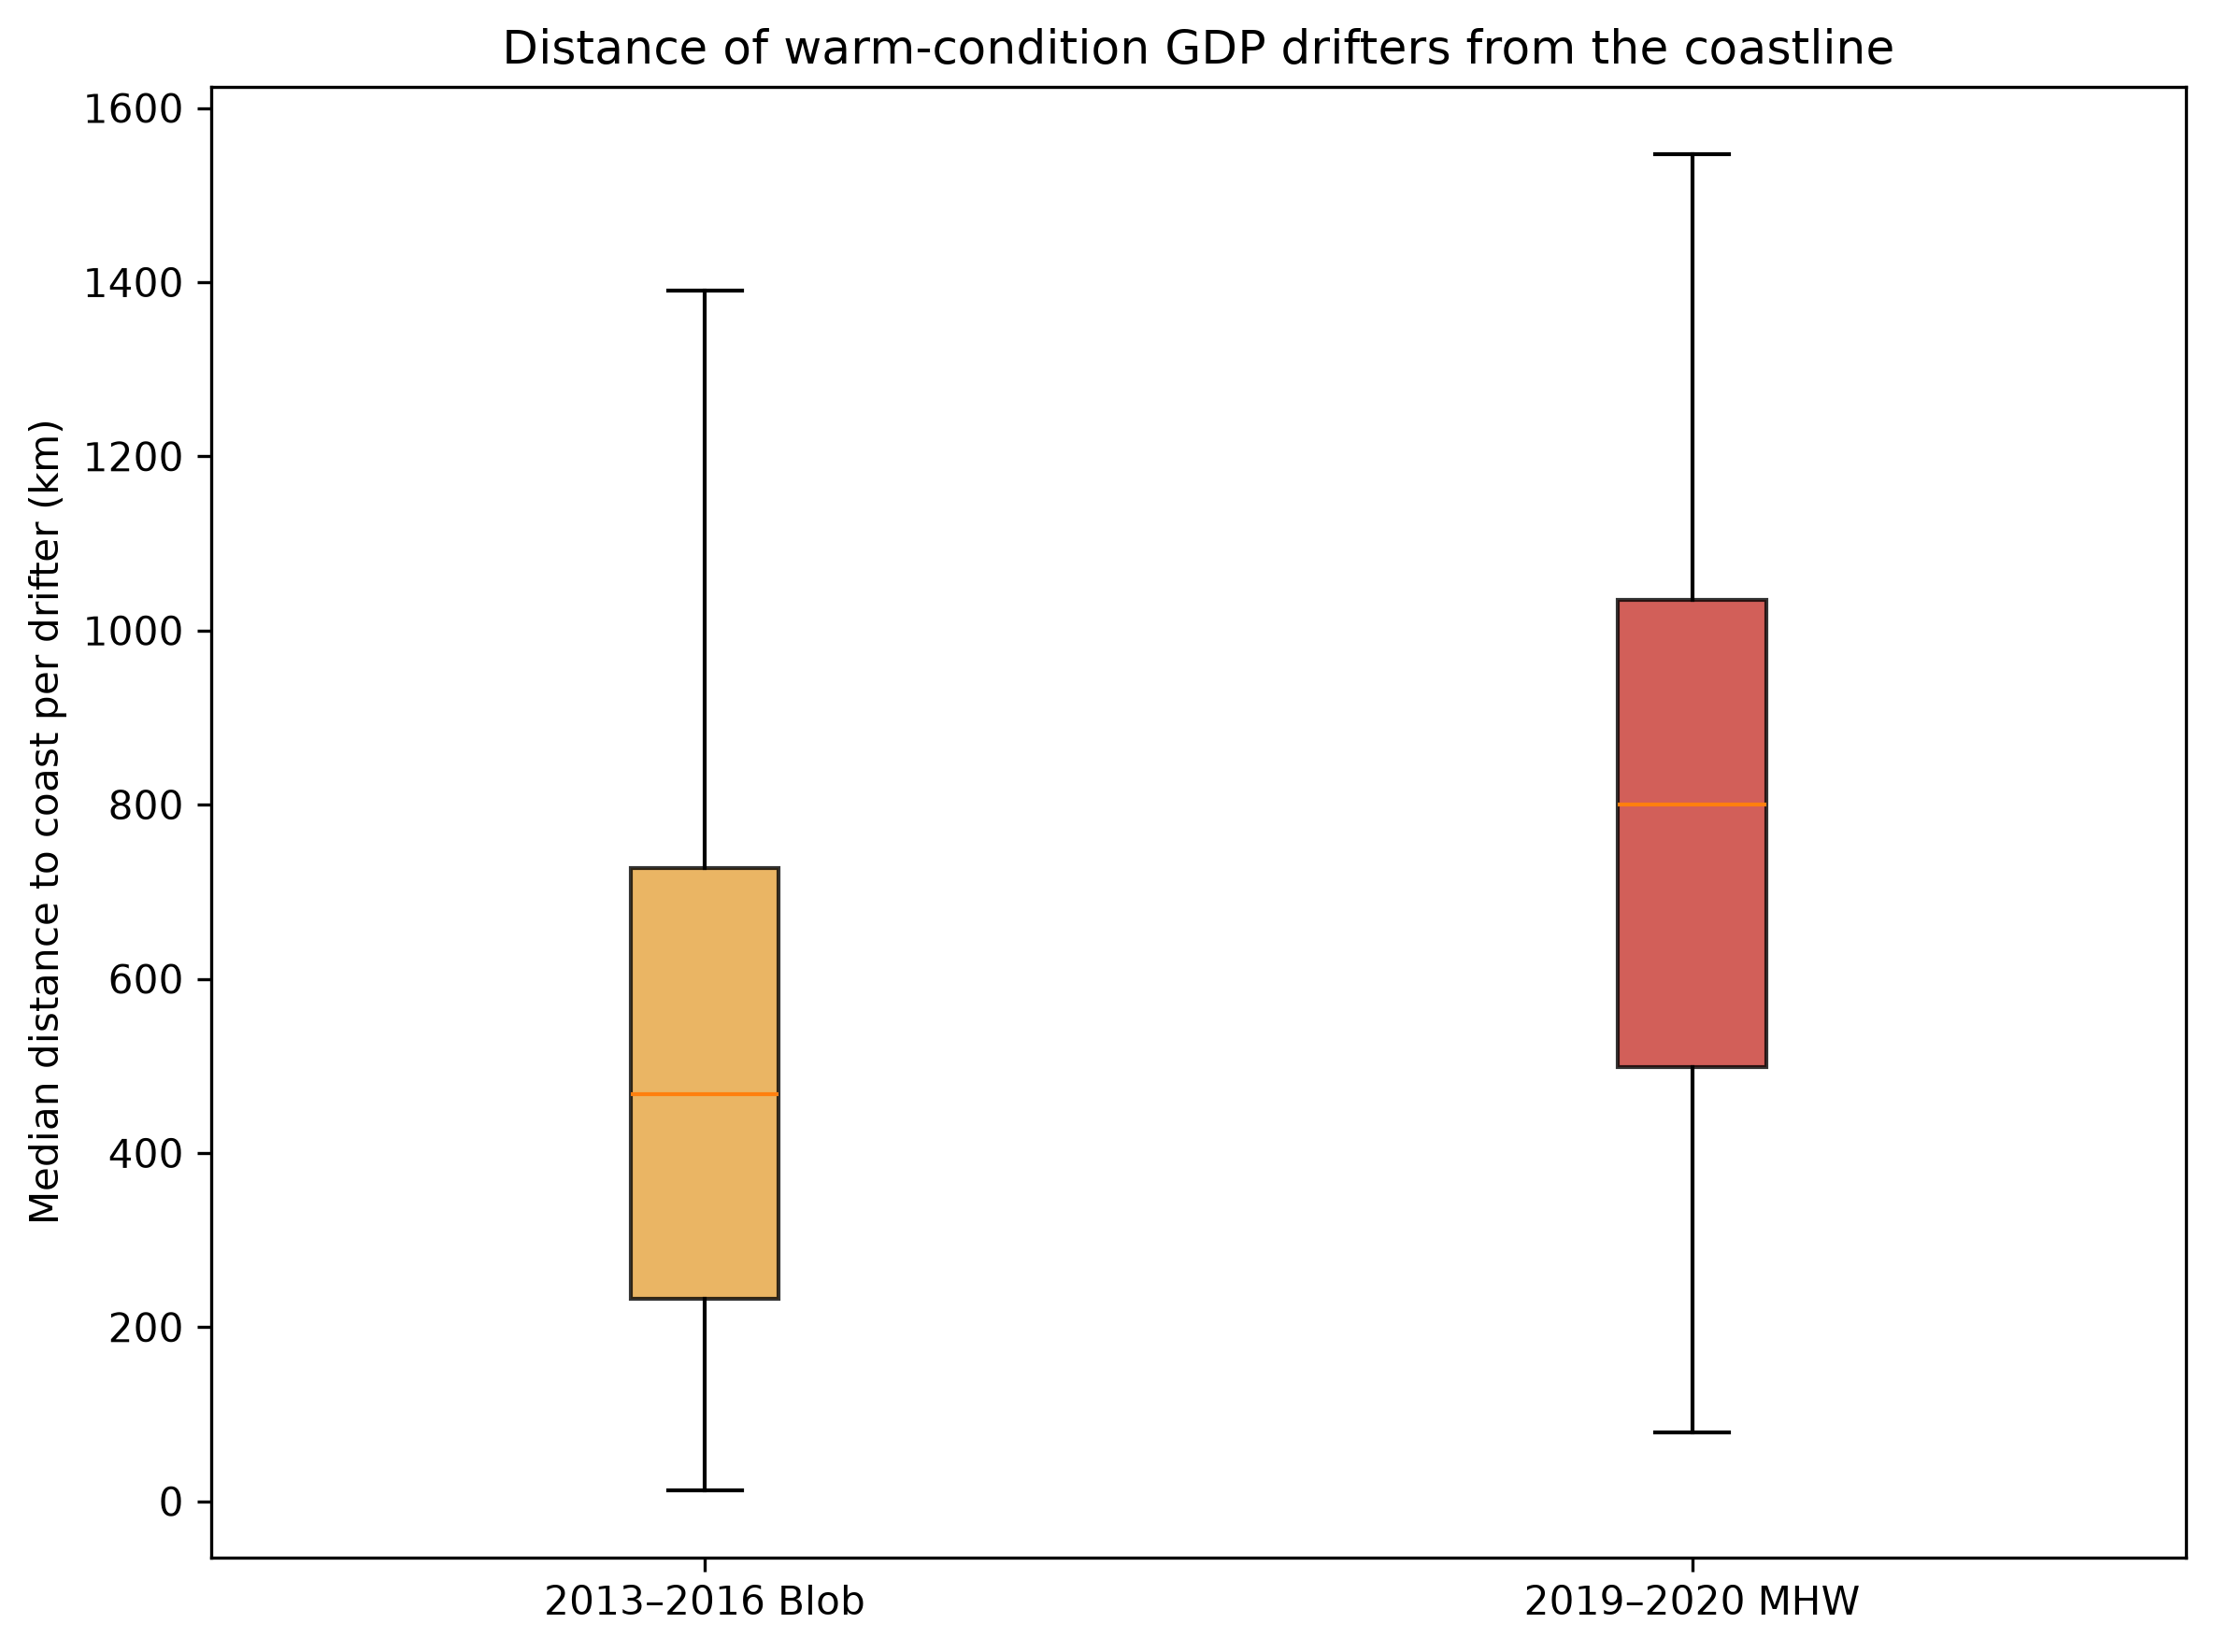 Distance of warm-condition GDP drifters from the coastline
Median distance to coast per drifter (km)
1600
1400
1200
1000
800
600
400
200
0
2013–2016 Blob
2019–2020 MHW